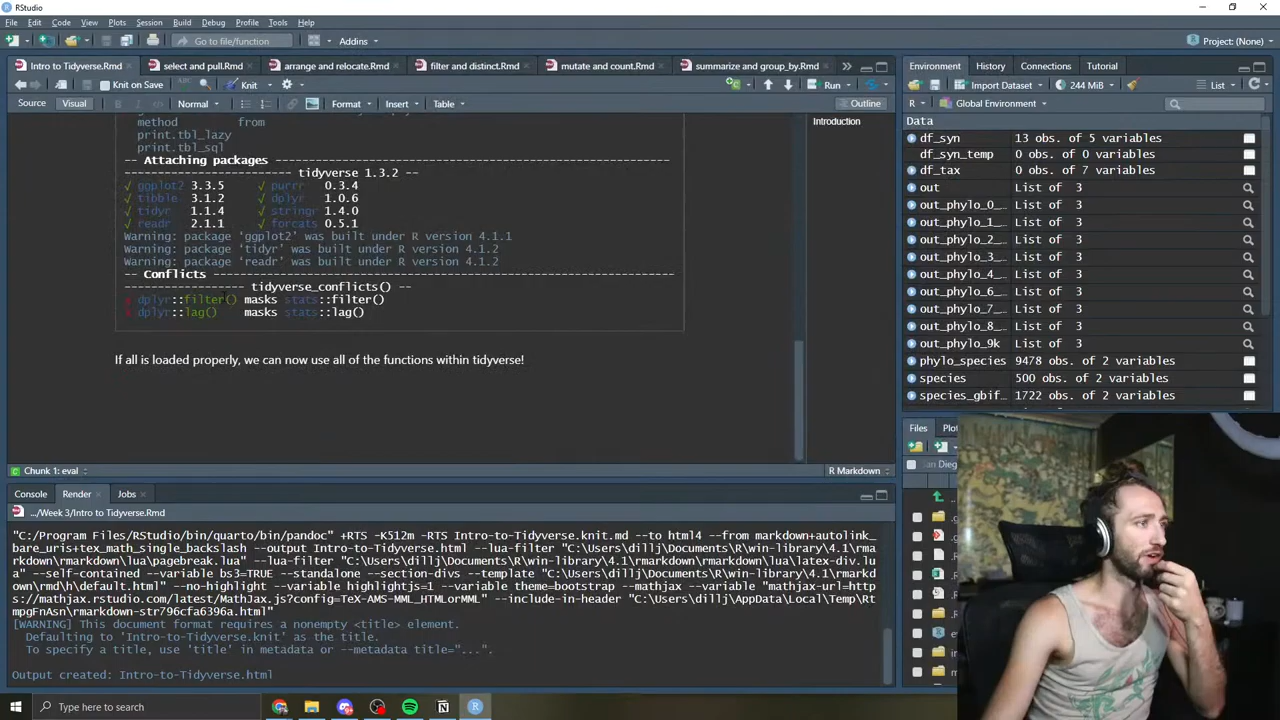 RStudio
File Edit Code View Plots Session Build Debug Profile Tools Help
Go to file/function
Addins
Project: (None)
Intro to Tidyverse.Rmd
select and pull.Rmd
arrange and relocate.Rmd
filter and distinct.Rmd
mutate and count.Rmd
summarize and group_by.Rmd
Knit on Save
Knit
Run
Source
Visual
B
Normal
Format
Insert
Table
Outline
Introduction
method from
print.tbl_lazy
print.tbl_sql
-- Attaching packages --------------------------------------------------------------
------------------------- tidyverse 1.3.2 --
√ ggplot2 3.3.5 √ purrr 0.3.4
√ tibble 3.1.2 √ dplyr 1.0.6
√ tidyr 1.1.4 √ stringr 1.4.0
√ readr 2.1.1 √ forcats 0.5.1
Warning: package 'ggplot2' was built under R version 4.1.1
Warning: package 'tidyr' was built under R version 4.1.2
Warning: package 'readr' was built under R version 4.1.2
-- Conflicts ----------------------------------------------------------------------
------------------ tidyverse_conflicts() --
x dplyr::filter() masks stats::filter()
x dplyr::lag() masks stats::lag()
If all is loaded properly, we can now use all of the functions within tidyverse!
Chunk 1: eval
R Markdown
Console
Render
Jobs
.../Week 3/Intro to Tidyverse.Rmd
"C:/Program Files/RStudio/bin/quarto/bin/pandoc" +RTS -K512m -RTS Intro-to-Tidyverse.knit.md --to html4 --from markdown+autolink_
bare_uris+tex_math_single_backslash --output Intro-to-Tidyverse.html --lua-filter "C:\Users\dillj\Documents\R\win-library\4.1\rma
rkdown\rmarkdown\lua\pagebreak.lua" --lua-filter "C:\Users\dillj\Documents\R\win-library\4.1\rmarkdown\rmarkdown\lua\latex-div.lu
a" --self-contained --variable bs3=TRUE --standalone --section-divs --template "C:\Users\dillj\Documents\R\win-library\4.1\rmarkdo
wn\rmd\h\default.html" --no-highlight --variable highlightjs=1 --variable theme=bootstrap --mathjax --variable "mathjax-url=http
s://mathjax.rstudio.com/latest/MathJax.js?config=TeX-AMS-MML_HTMLorMML" --include-in-header "C:\Users\dillj\AppData\Local\Temp\Rt
mpgFnAsn\rmarkdown-str796cfa6396a.html"
[WARNING] This document format requires a nonempty <title> element.
Defaulting to 'Intro-to-Tidyverse.knit' as the title.
To specify a title, use 'title' in metadata or --metadata title="...".
Output created: Intro-to-Tidyverse.html
Environment
History
Connections
Tutorial
Import Dataset
244 MiB
List
R
Global Environment
Data
df_syn 13 obs. of 5 variables
df_syn_temp 0 obs. of 0 variables
df_tax 0 obs. of 7 variables
out List of 3
out_phylo_0_… List of 3
out_phylo_1_… List of 3
out_phylo_2_… List of 3
out_phylo_3_… List of 3
out_phylo_4_… List of 3
out_phylo_6_… List of 3
out_phylo_7_… List of 3
out_phylo_8_… List of 3
out_phylo_9k List of 3
phylo_species 9478 obs. of 2 variables
species 500 obs. of 2 variables
species_gbif… 1722 obs. of 2 variables
Files
Plot
an Dieg
Type here to search